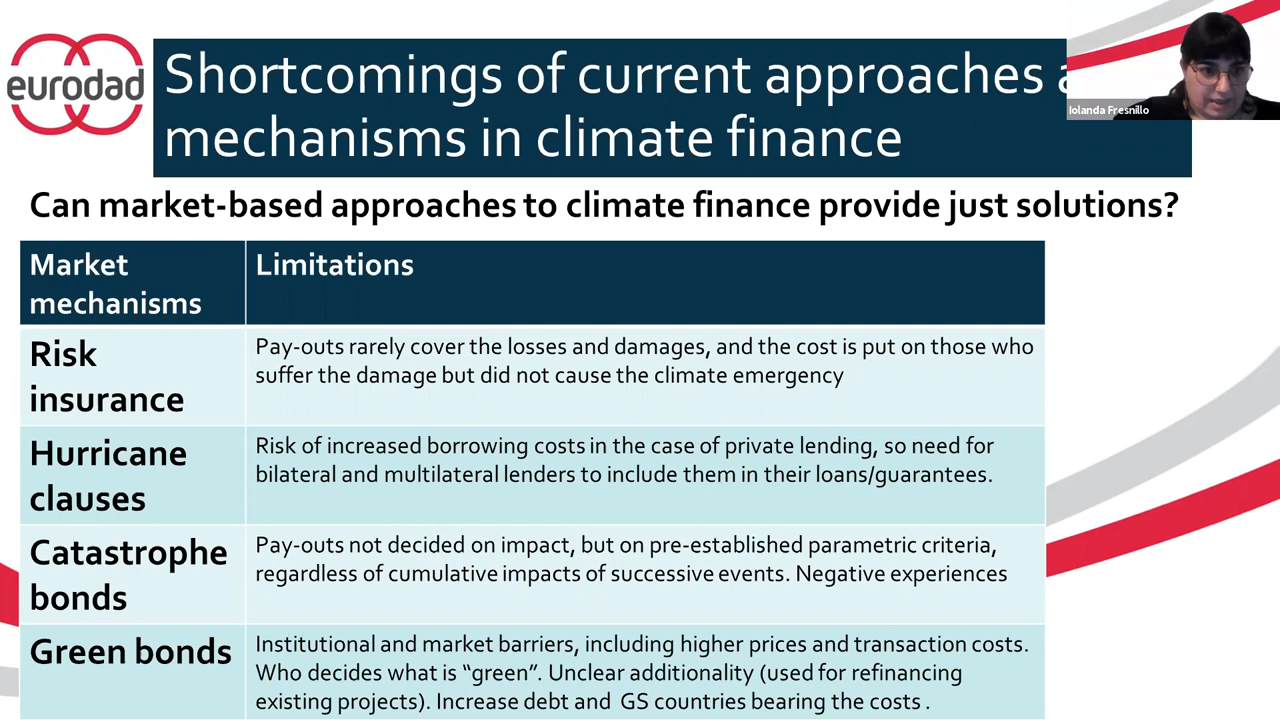 eurodad
Shortcomings of current approaches a
mechanisms in climate finance
Iolanda Fresnillo
Can market-based approaches to climate finance provide just solutions?
Market
mechanisms
Limitations
Risk
insurance
Pay-outs rarely cover the losses and damages, and the cost is put on those who
suffer the damage but did not cause the climate emergency
Hurricane
clauses
Risk of increased borrowing costs in the case of private lending, so need for
bilateral and multilateral lenders to include them in their loans/guarantees.
Catastrophe
bonds
Pay-outs not decided on impact, but on pre-established parametric criteria,
regardless of cumulative impacts of successive events. Negative experiences
Green bonds
Institutional and market barriers, including higher prices and transaction costs.
Who decides what is “green”. Unclear additionality (used for refinancing
existing projects). Increase debt and GS countries bearing the costs .